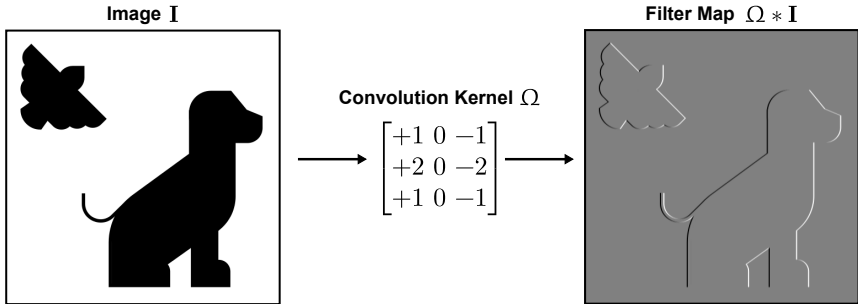 Image I
Filter Map Ω ∗ I
Convolution Kernel Ω
+1 0 −1
+2 0 −2
+1 0 −1